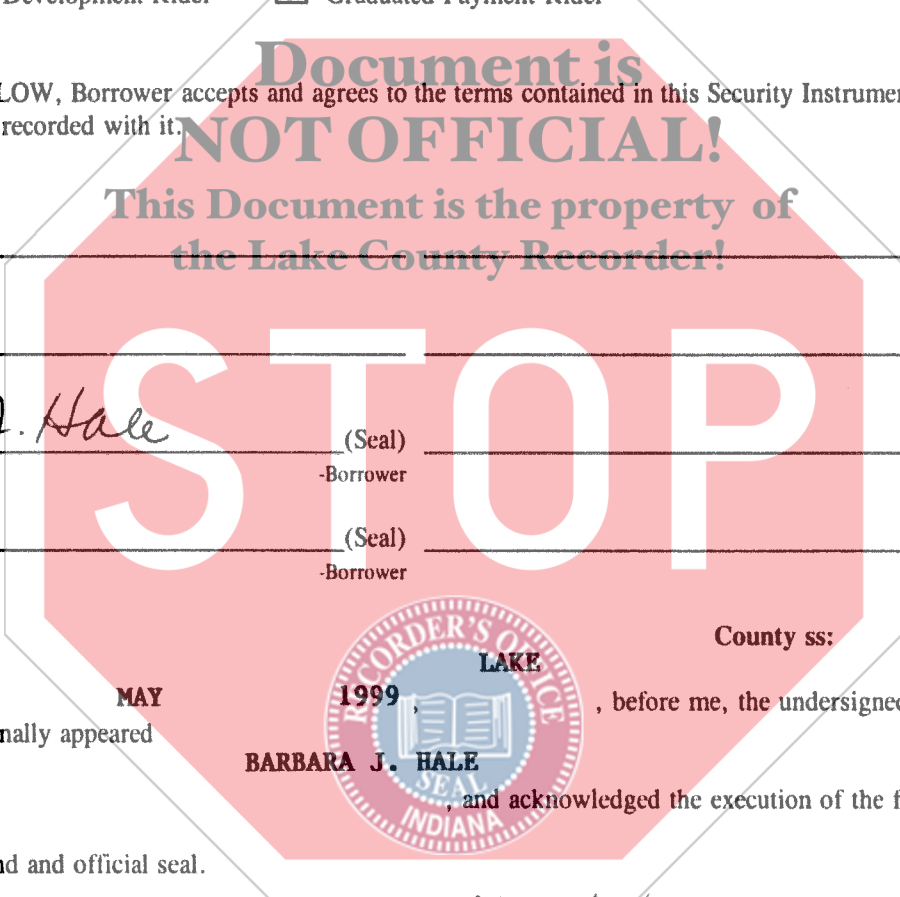 Development Rider Graduated Payment Rider
Document is
LOW, Borrower accepts and agrees to the terms contained in this Security Instrumen
recorded with it.
NOT OFFICIAL!
This Document is the property of
the Lake County Recorder!
STOP
. Hale
(Seal)
-Borrower
(Seal)
-Borrower
County ss:
LAKE
MAY 1999 , , before me, the undersigned
nally appeared
BARBARA J. HALE
, and acknowledged the execution of the f
nd and official seal.
RECORDER'S OFFICE
SEAL
INDIANA